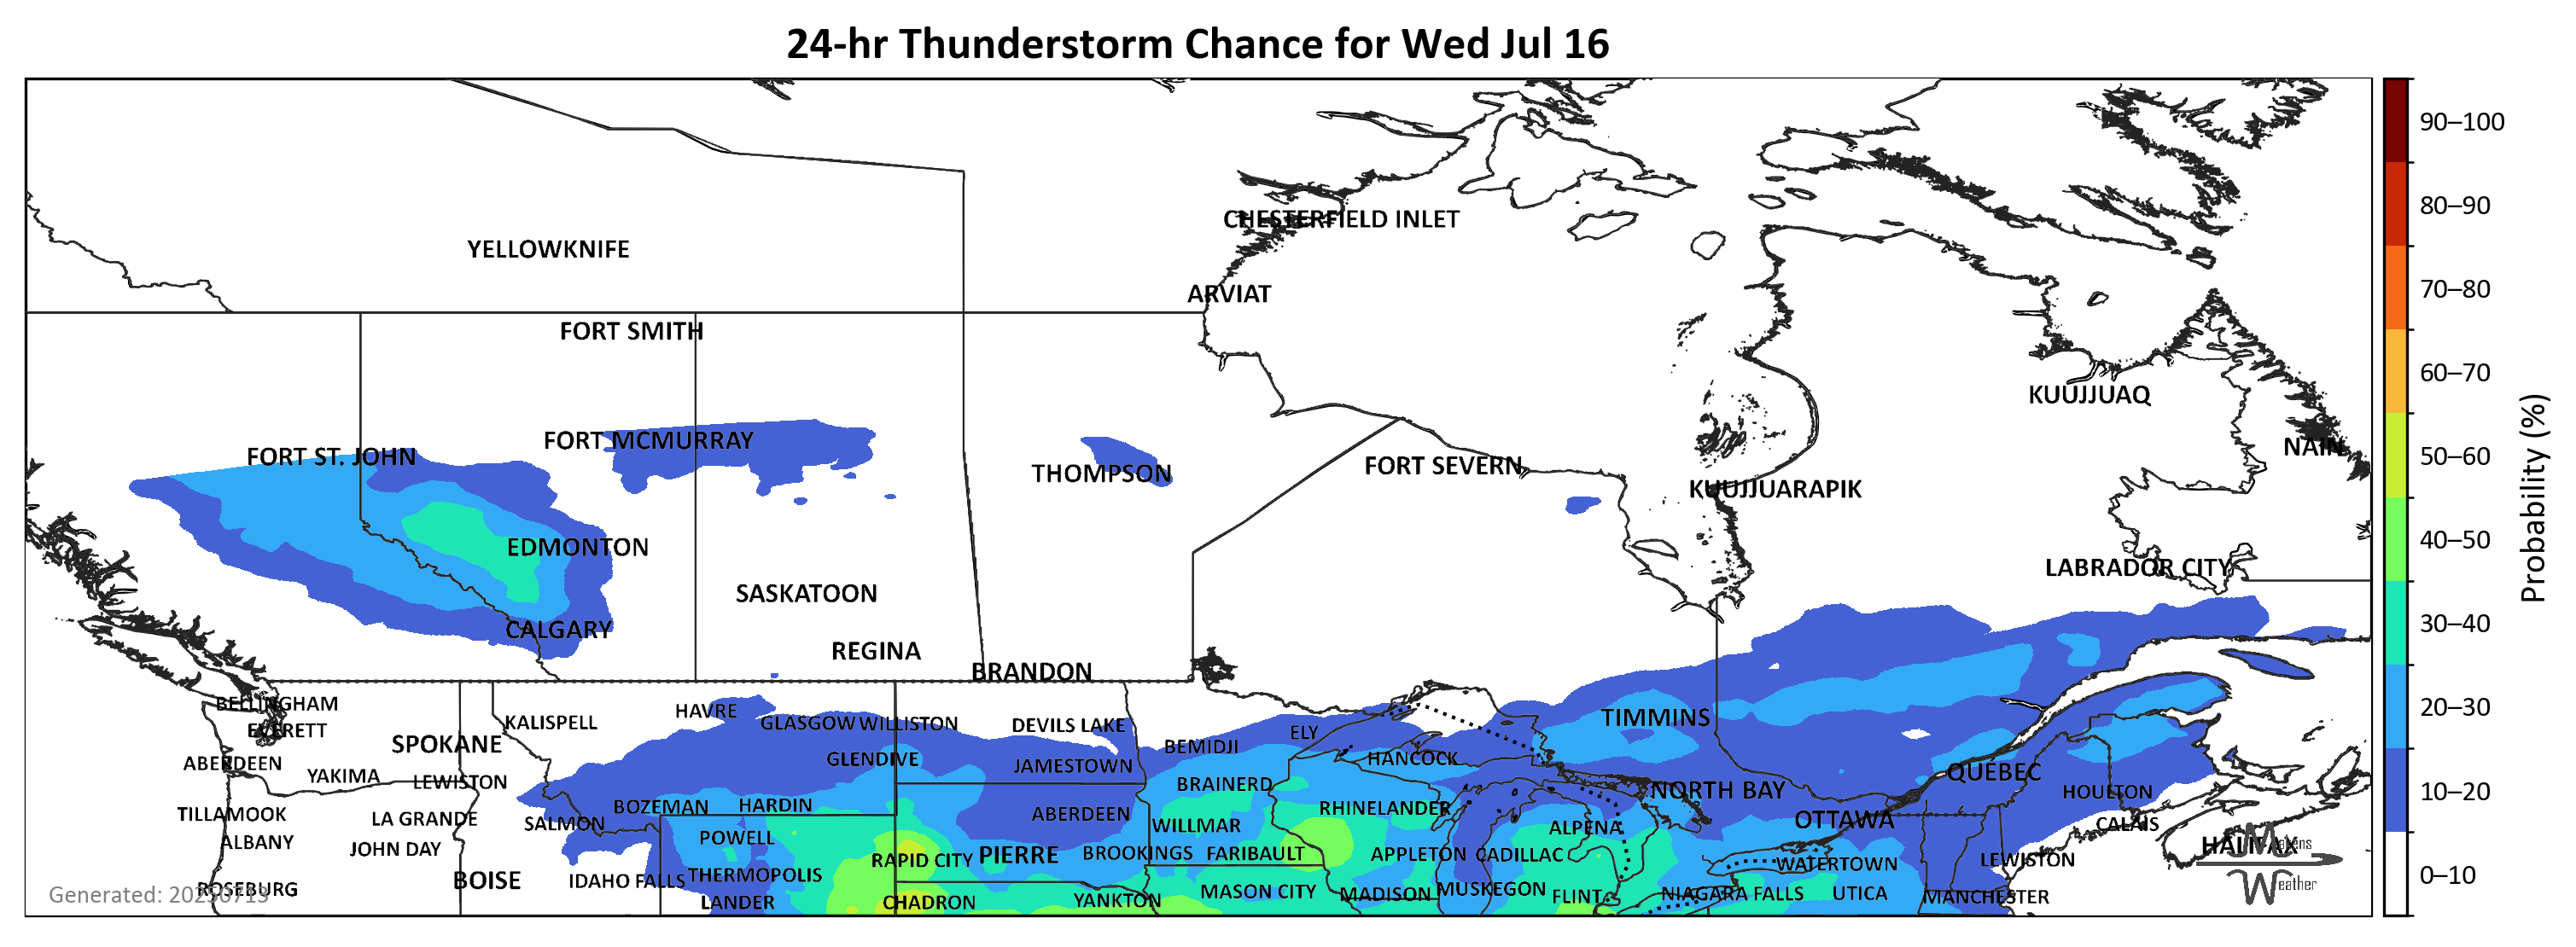 24-hr Thunderstorm Chance for Wed Jul 16
90–100
80–90
70–80
60–70
50–60
40–50
30–40
20–30
10–20
0–10
Probability (%)
CHESTERFIELD INLET
YELLOWKNIFE
ARVIAT
FORT SMITH
KUUJJUAQ
FORT MCMURRAY
NAIN
FORT ST. JOHN
FORT SEVERN
THOMPSON
KUUJJUARAPIK
EDMONTON
LABRADOR CITY
SASKATOON
CALGARY
REGINA
BRANDON
BELLINGHAM
HAVRE
TIMMINS
KALISPELL
GLASGOW
WILLISTON
DEVILS LAKE
EVERETT
ELY
SPOKANE
BEMIDJI
GLENDIVE
HANCOCK
ABERDEEN
JAMESTOWN
QUÉBEC
YAKIMA
LEWISTON
BRAINERD
NORTH BAY
HOULTON
BOZEMAN
HARDIN
RHINELANDER
TILLAMOOK
LA GRANDE
SALMON
ABERDEEN
WILLMAR
ALPENA
OTTAWA
CALAIS
ALBANY
JOHN DAY
POWELL
HALIFAX
RAPID CITY
PIERRE
BROOKINGS
FARIBAULT
APPLETON
CADILLAC
WATERTOWN
LEWISTON
BOISE
IDAHO FALLS
THERMOPOLIS
ROSEBURG
MASON CITY
MADISON
MUSKEGON
FLINT
NIAGARA FALLS
UTICA
MANCHESTER
LANDER
CHADRON
YANKTON
Generated: 20250713
Matens
Weather